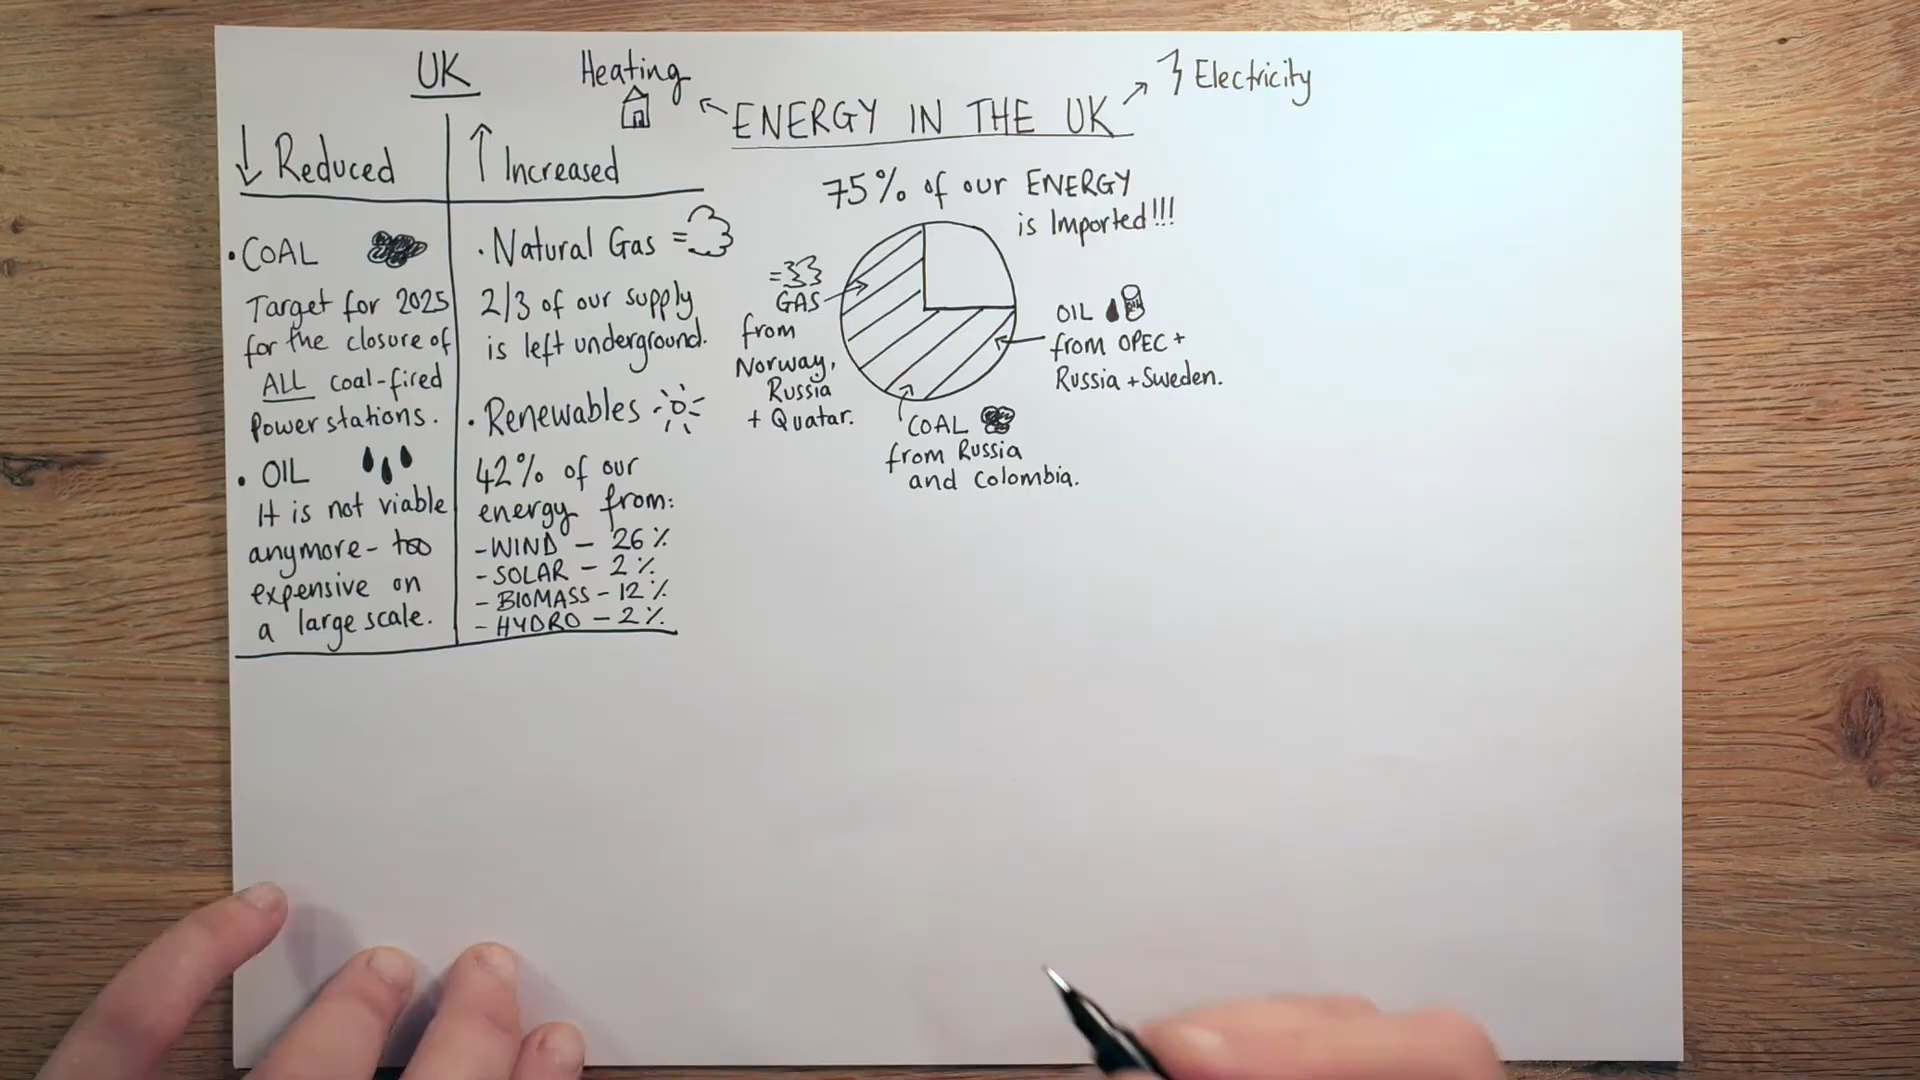 UK
Heating
ENERGY IN THE UK
Electricity
↓ Reduced
↑ Increased
• COAL
Target for 2025
for the closure of
ALL coal-fired
Power stations.
• OIL
It is not viable
anymore - too
expensive on
a large scale.
· Natural Gas
2/3 of our supply
is left underground.
· Renewables
42% of our
energy from:
- WIND - 26%
- SOLAR - 2%
- BIOMASS - 12%
- HYDRO - 2%
75% of our ENERGY
is Imported!!!
GAS
from
Norway,
Russia
+ Quatar.
COAL
from Russia
and Colombia.
OIL
from OPEC +
Russia + Sweden.